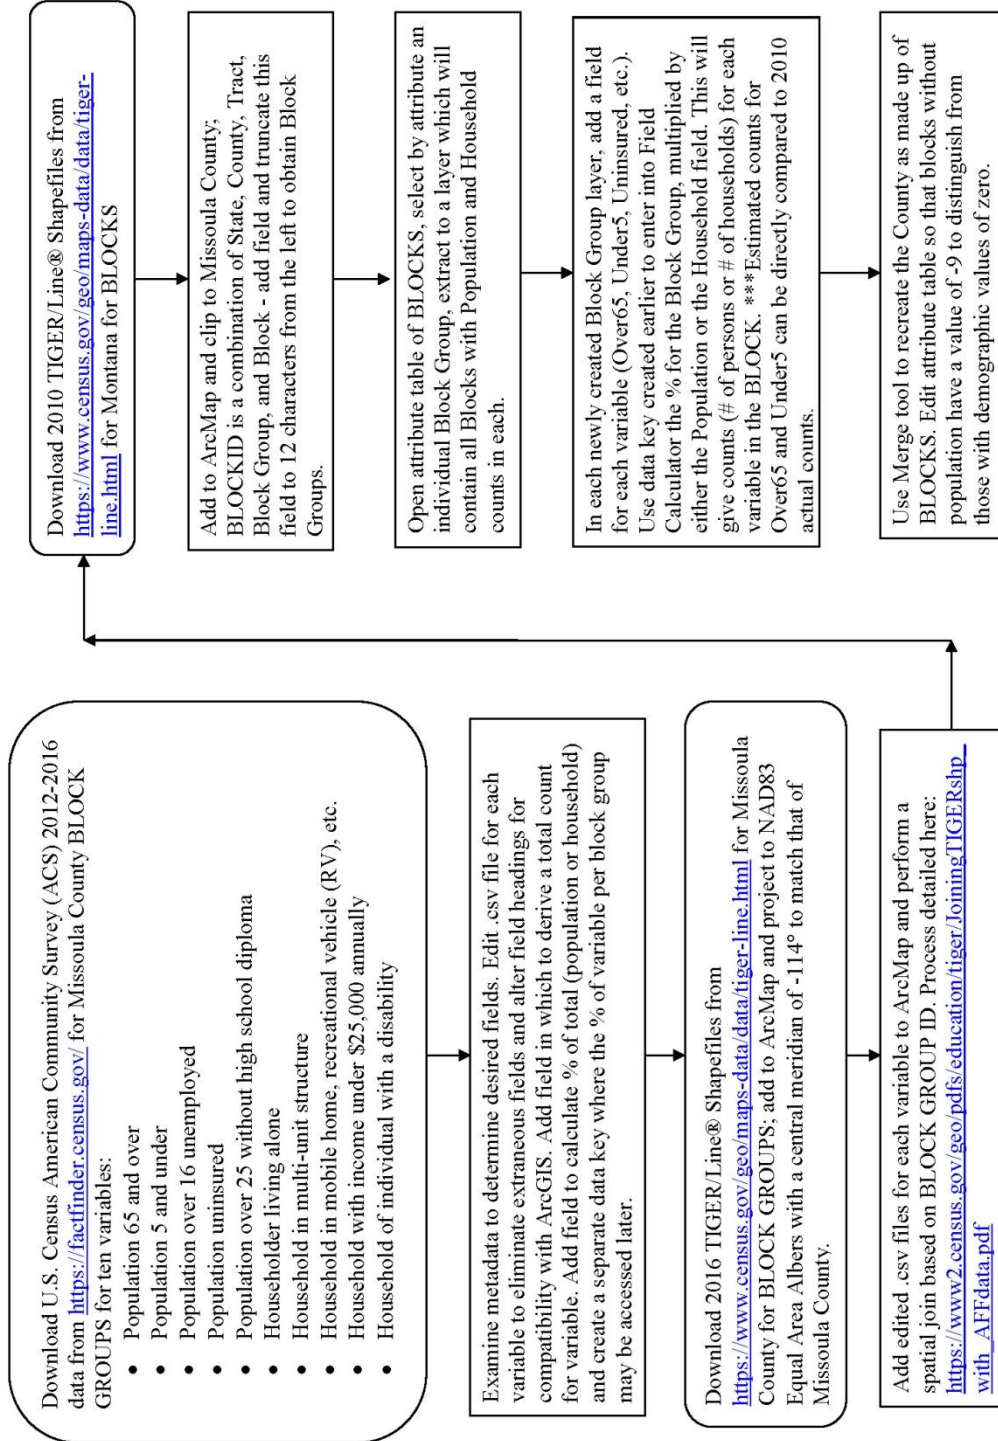 Download U.S. Census American Community Survey (ACS) 2012-2016
data from https://factfinder.census.gov/ for Missoula County BLOCK
GROUPS for ten variables:
• Population 65 and over
• Population 5 and under
• Population over 16 unemployed
• Population uninsured
• Population over 25 without high school diploma
• Householder living alone
• Household in multi-unit structure
• Household in mobile home, recreational vehicle (RV), etc.
• Household with income under $25,000 annually
• Household of individual with a disability
Examine metadata to determine desired fields. Edit .csv file for each
variable to eliminate extraneous fields and alter field headings for
compatibility with ArcGIS. Add field in which to derive a total count
for variable. Add field to calculate % of total (population or household)
and create a separate data key where the % of variable per block group
may be accessed later.
Download 2016 TIGER/Line® Shapefiles from
https://www.census.gov/geo/maps-data/data/tiger-line.html for Missoula
County for BLOCK GROUPS; add to ArcMap and project to NAD83
Equal Area Albers with a central meridian of -114° to match that of
Missoula County.
Add edited .csv files for each variable to ArcMap and perform a
spatial join based on BLOCK GROUP ID. Process detailed here:
https://www2.census.gov/geo/pdfs/education/tiger/JoiningTIGERshp_
with_AFFdata.pdf
Download 2010 TIGER/Line® Shapefiles from
https://www.census.gov/geo/maps-data/data/tiger-
line.html for Montana for BLOCKS
Add to ArcMap and clip to Missoula County;
BLOCKID is a combination of State, County, Tract,
Block Group, and Block - add field and truncate this
field to 12 characters from the left to obtain Block
Groups.
Open attribute table of BLOCKS, select by attribute an
individual Block Group, extract to a layer which will
contain all Blocks with Population and Household
counts in each.
In each newly created Block Group layer, add a field
for each variable (Over65, Under5, Uninsured, etc.).
Use data key created earlier to enter into Field
Calculator the % for the Block Group, multiplied by
either the Population or the Household field. This will
give counts (# of persons or # of households) for each
variable in the BLOCK. ***Estimated counts for
Over65 and Under5 can be directly compared to 2010
actual counts.
Use Merge tool to recreate the County as made up of
BLOCKS. Edit attribute table so that blocks without
population have a value of -9 to distinguish from
those with demographic values of zero.